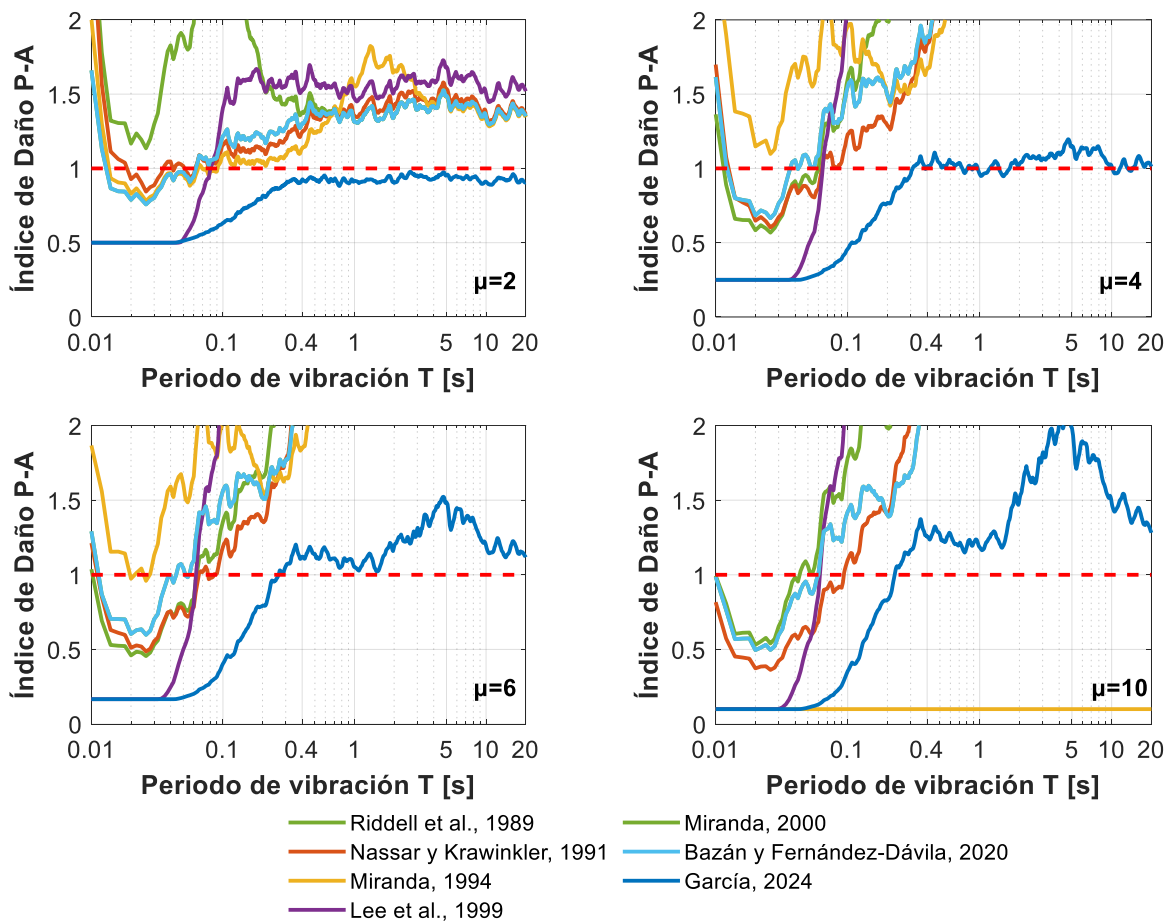 Índice de Daño P-A
2
1.5
1
0.5
0
μ=2
0.01 0.1 0.4 1 5 10 20
Periodo de vibración T [s]
Índice de Daño P-A
2
1.5
1
0.5
0
μ=4
0.01 0.1 0.4 1 5 10 20
Periodo de vibración T [s]
Índice de Daño P-A
2
1.5
1
0.5
0
μ=6
0.01 0.1 0.4 1 5 10 20
Periodo de vibración T [s]
Índice de Daño P-A
2
1.5
1
0.5
0
μ=10
0.01 0.1 0.4 1 5 10 20
Periodo de vibración T [s]
Riddell et al., 1989
Nassar y Krawinkler, 1991
Miranda, 1994
Lee et al., 1999
Miranda, 2000
Bazán y Fernández-Dávila, 2020
García, 2024